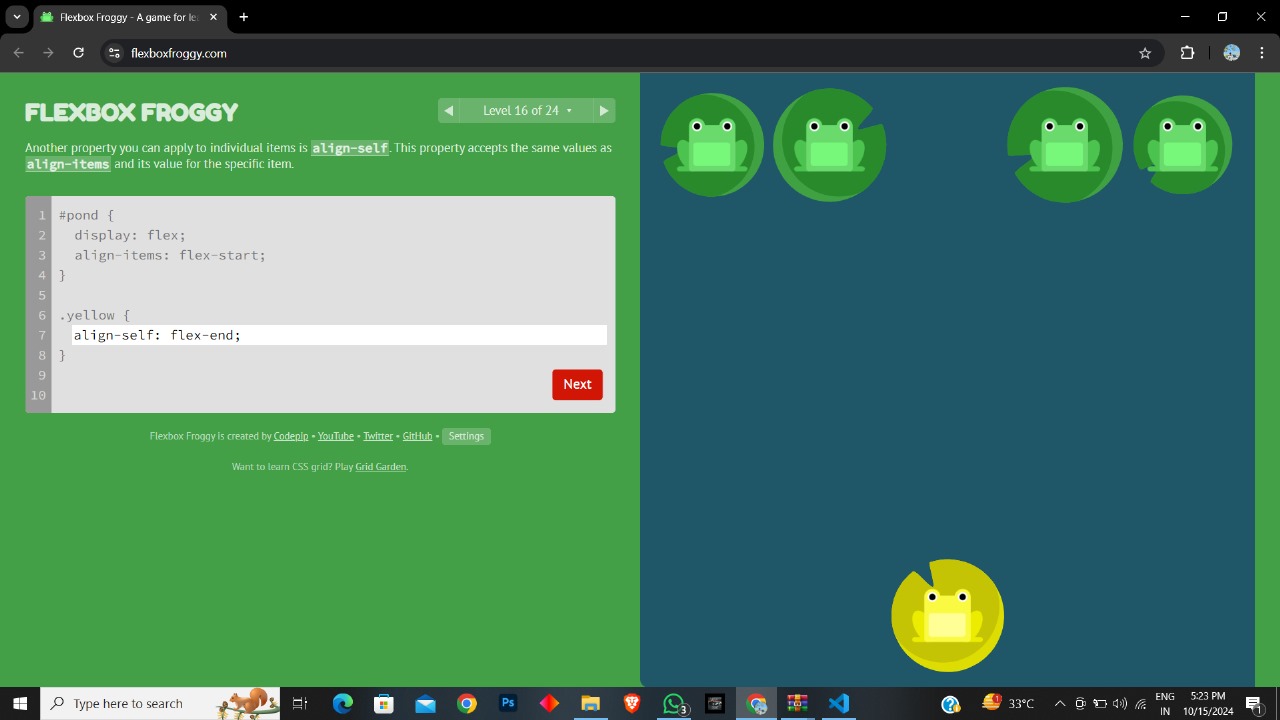 Flexbox Froggy - A game for le
flexboxfroggy.com
FLEXBOX FROGGY
Level 16 of 24
Another property you can apply to individual items is align-self. This property accepts the same values as
align-items and its value for the specific item.
1 #pond {
2 display: flex;
3 align-items: flex-start;
4 }
5
6 .yellow {
7 align-self: flex-end;
8 }
9
10
Next
Flexbox Froggy is created by Codepip • YouTube • Twitter • GitHub • Settings
Want to learn CSS grid? Play Grid Garden.
Type here to search
Ps
3
1
33°C
ENG
IN
5:23 PM
10/15/2024
1